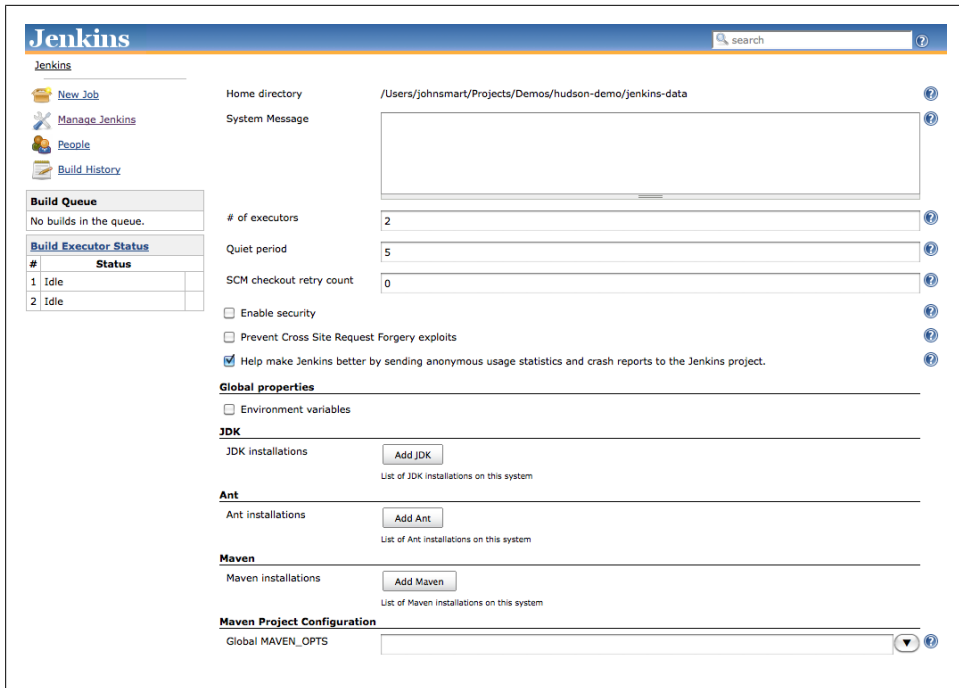 Jenkins
search
Jenkins
New Job
Manage Jenkins
People
Build History
Build Queue
No builds in the queue.
Build Executor Status
# Status
1 Idle
2 Idle
Home directory /Users/johnsmart/Projects/Demos/hudson-demo/jenkins-data
System Message
# of executors 2
Quiet period 5
SCM checkout retry count 0
Enable security
Prevent Cross Site Request Forgery exploits
Help make Jenkins better by sending anonymous usage statistics and crash reports to the Jenkins project.
Global properties
Environment variables
JDK
JDK installations Add JDK
List of JDK installations on this system
Ant
Ant installations Add Ant
List of Ant installations on this system
Maven
Maven installations Add Maven
List of Maven installations on this system
Maven Project Configuration
Global MAVEN_OPTS